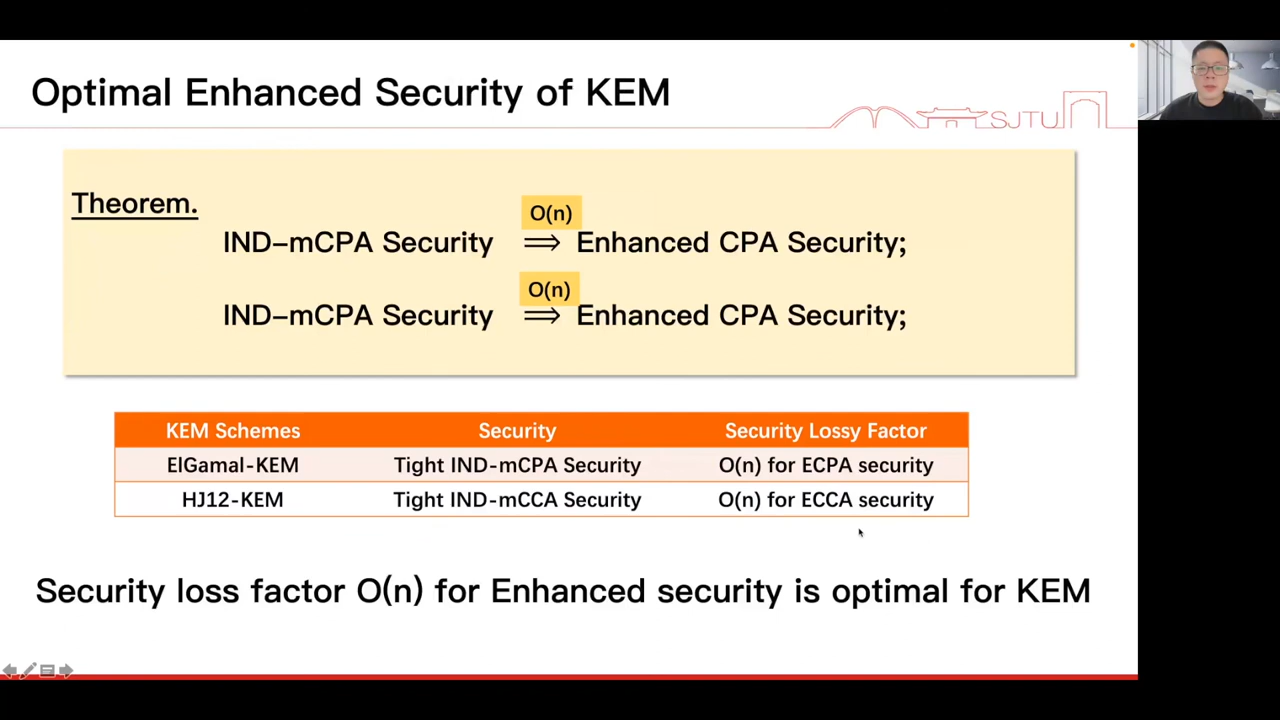 Optimal Enhanced Security of KEM
SJTU
Theorem.
O(n)
IND-mCPA Security ⟹ Enhanced CPA Security;
O(n)
IND-mCPA Security ⟹ Enhanced CPA Security;
KEM Schemes Security Security Lossy Factor
ElGamal-KEM Tight IND-mCPA Security O(n) for ECPA security
HJ12-KEM Tight IND-mCCA Security O(n) for ECCA security
Security loss factor O(n) for Enhanced security is optimal for KEM